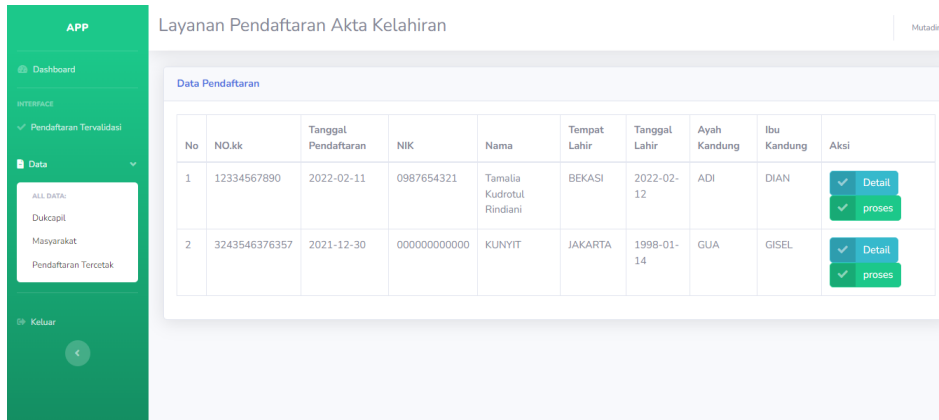 APP
Layanan Pendaftaran Akta Kelahiran
Dashboard
INTERFACE
Pendaftaran Tervalidasi
Data
ALL DATA:
Dukcapil
Masyarakat
Pendaftaran Tercetak
Keluar
Data Pendaftaran
No NO.kk Tanggal Pendaftaran NIK Nama Tempat Lahir Tanggal Lahir Ayah Kandung Ibu Kandung Aksi
1 12334567890 2022-02-11 0987654321 Tamalia Kudrotul Rindiani BEKASI 2022-02-12 ADI DIAN Detail
proses
2 3243546376357 2021-12-30 000000000000 KUNYIT JAKARTA 1998-01-14 GUA GISEL Detail
proses